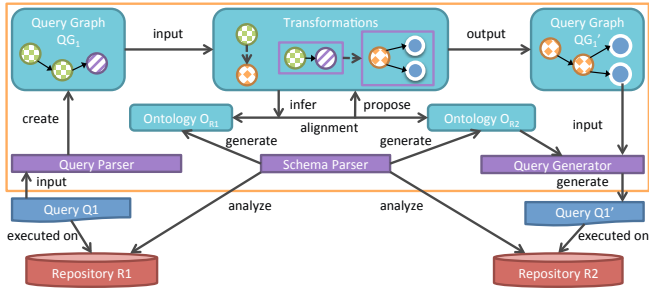 Query Graph
QG1
input
Transformations
output
Query Graph
QG1’
create
infer
propose
input
Ontology OR1
alignment
Ontology OR2
generate
generate
Query Parser
Schema Parser
Query Generator
input
generate
Query Q1
analyze
analyze
Query Q1’
executed on
executed on
Repository R1
Repository R2